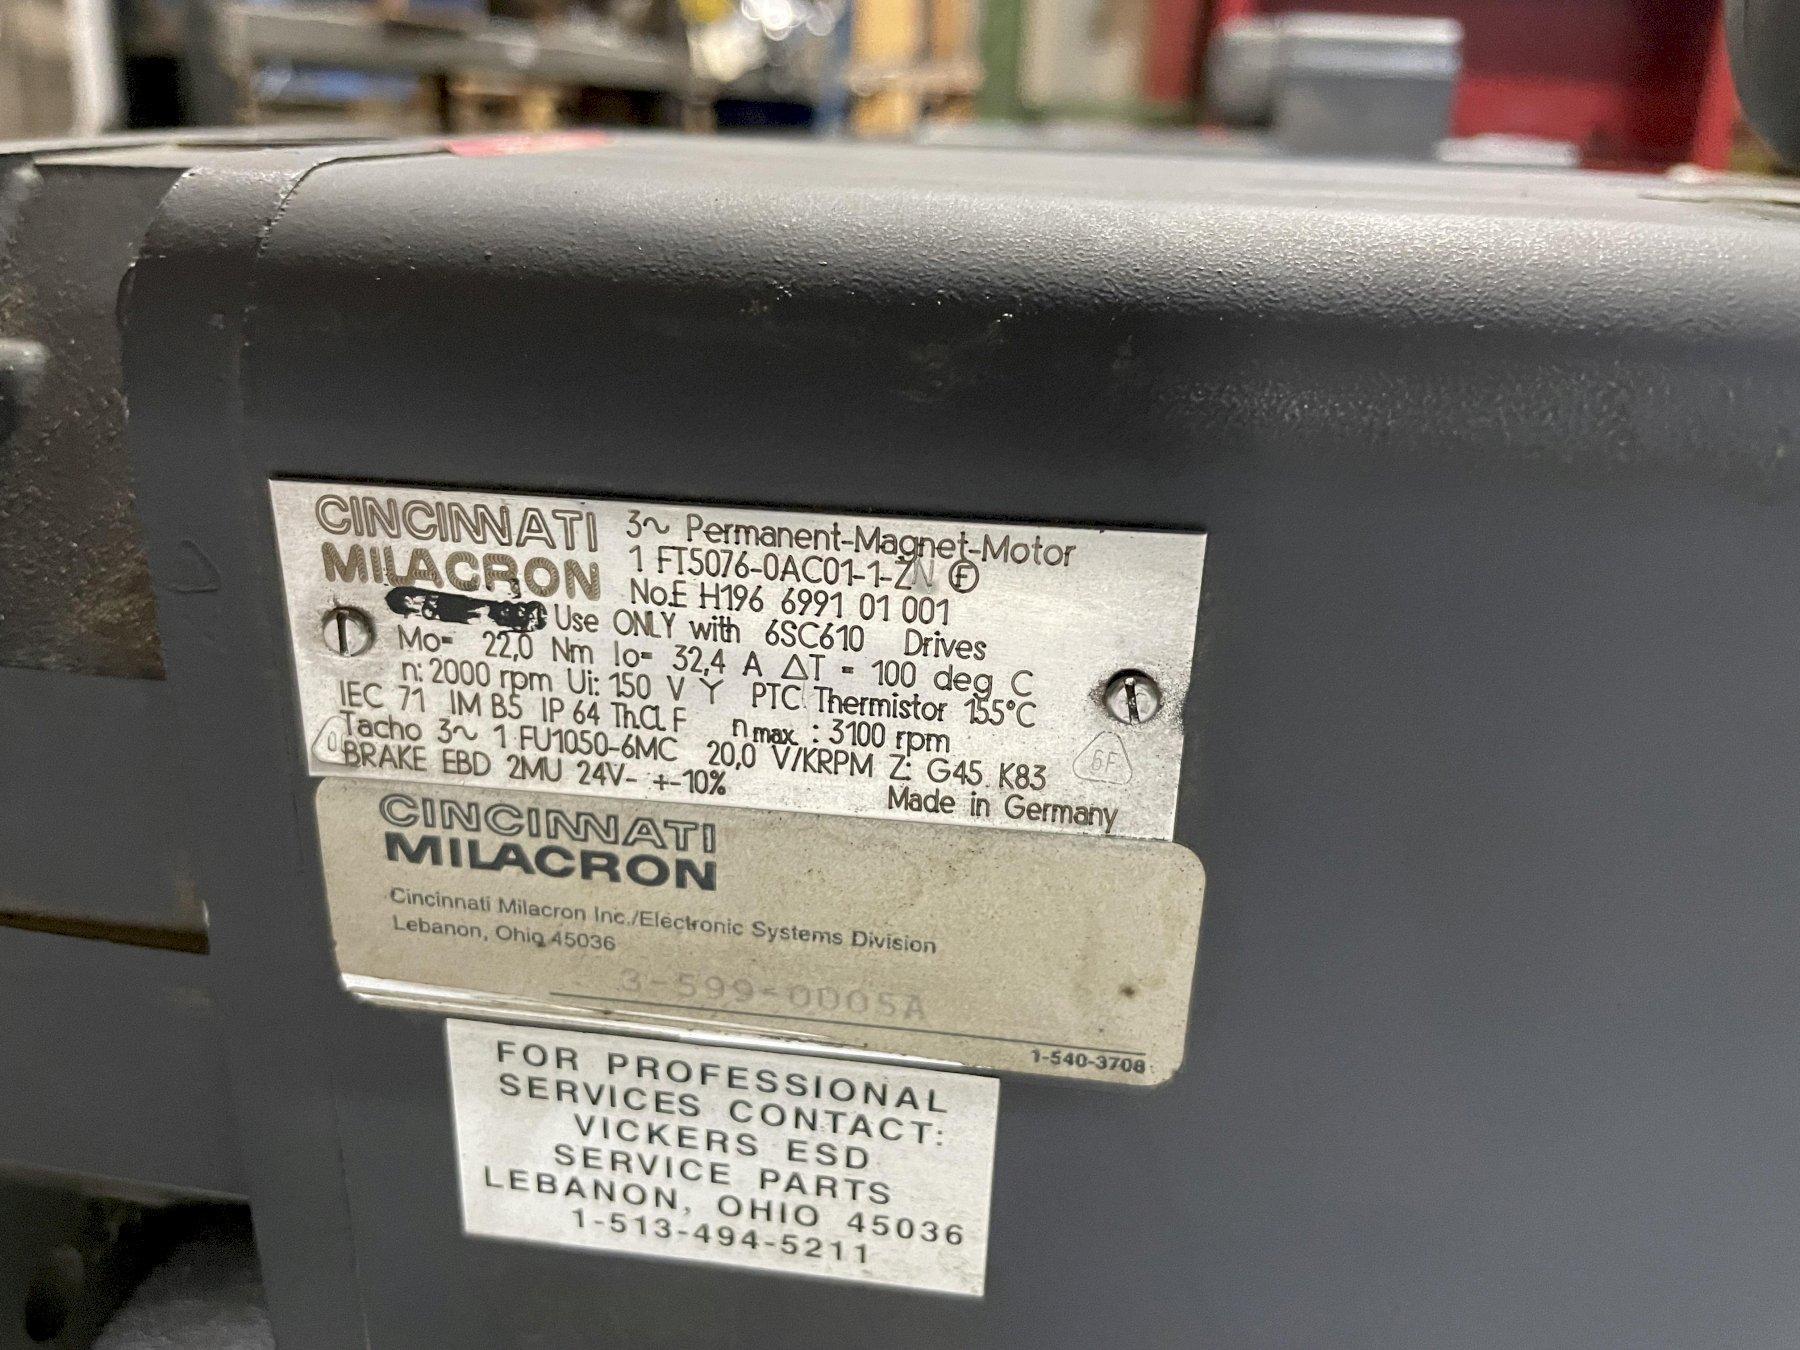 CINCINNATI
MILACRON
3~ Permanent-Magnet-Motor
1 FT5076-0AC01-1-Z N F
No.E H196 6991 01 001
Use ONLY with 6SC610 Drives
Mo= 22,0 Nm Io= 32,4 A ΔT = 100 deg C
n: 2000 rpm Ui: 150 V Y PTC Thermistor 155°C
IEC 71 IM B5 IP 64 Th.Cl.F nmax. : 3100 rpm
Tacho 3~ 1 FU1050-6MC 20,0 V/KRPM Z: G45 K83
BRAKE EBD 2MU 24V- +-10%
Made in Germany
6F
CINCINNATI
MILACRON
Cincinnati Milacron Inc./Electronic Systems Division
Lebanon, Ohio 45036
3-599-0005A
1-540-3708
FOR PROFESSIONAL
SERVICES CONTACT:
VICKERS ESD
SERVICE PARTS
LEBANON, OHIO 45036
1-513-494-5211